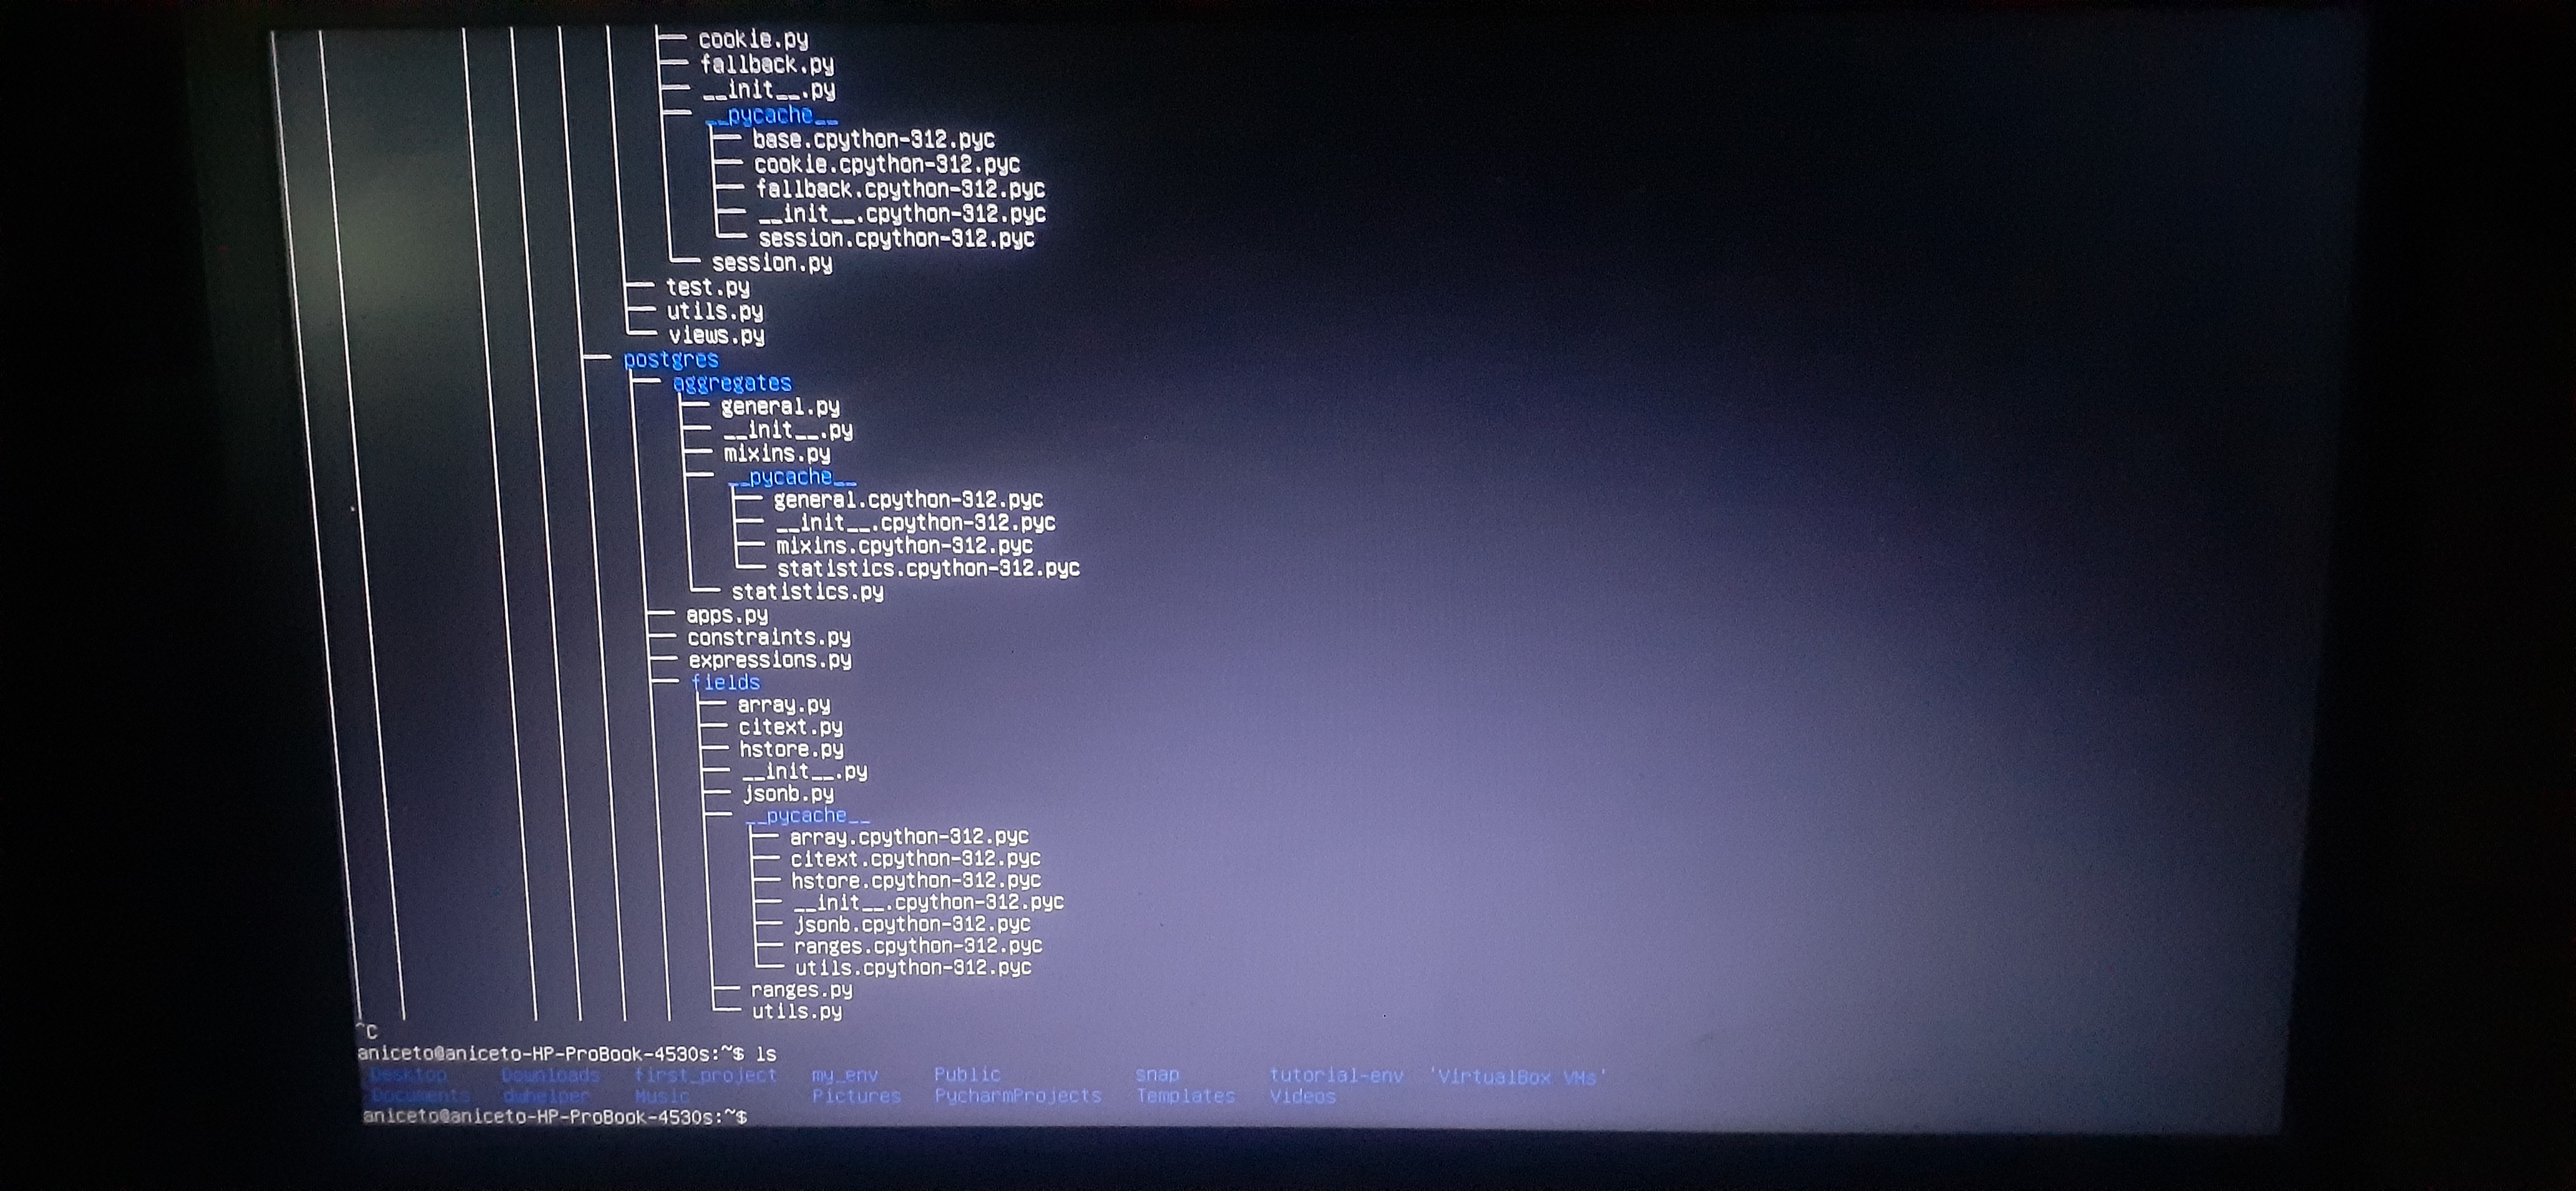 cookie.py
fallback.py
__init__.py
__pycache__
base.cpython-312.pyc
cookie.cpython-312.pyc
fallback.cpython-312.pyc
__init__.cpython-312.pyc
session.cpython-312.pyc
session.py
test.py
utils.py
views.py
postgres
aggregates
general.py
__init__.py
mixins.py
__pycache__
general.cpython-312.pyc
__init__.cpython-312.pyc
mixins.cpython-312.pyc
statistics.cpython-312.pyc
statistics.py
apps.py
constraints.py
expressions.py
fields
array.py
citext.py
hstore.py
__init__.py
jsonb.py
__pycache__
array.cpython-312.pyc
citext.cpython-312.pyc
hstore.cpython-312.pyc
__init__.cpython-312.pyc
jsonb.cpython-312.pyc
ranges.cpython-312.pyc
utils.cpython-312.pyc
ranges.py
utils.py
^C
aniceto@aniceto-HP-ProBook-4530s:~$ ls
Desktop Downloads first_project my_env Public snap tutorial-env 'VirtualBox VMs'
Documents dwhelper Music Pictures PycharmProjects Templates Videos
aniceto@aniceto-HP-ProBook-4530s:~$